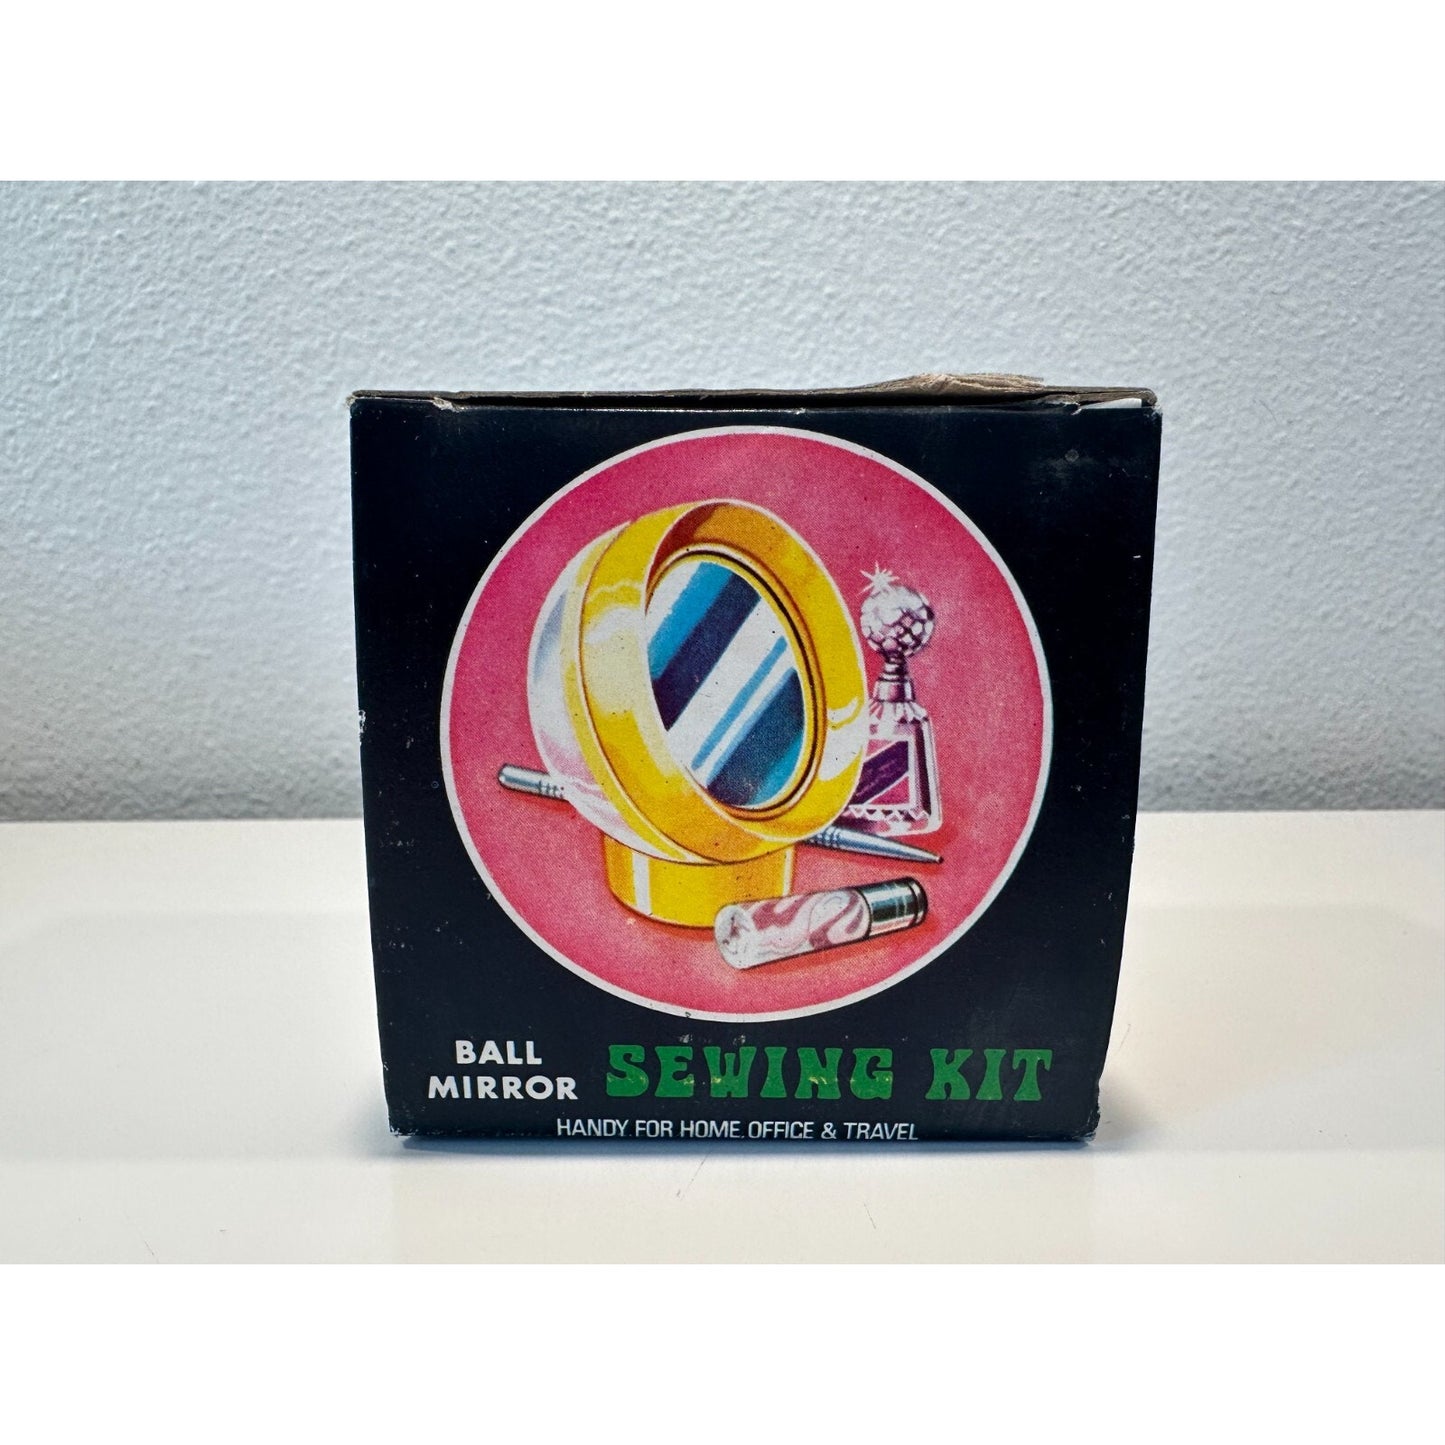 BALL
MIRROR
SEWING KIT
HANDY. FOR HOME. OFFICE & TRAVEL